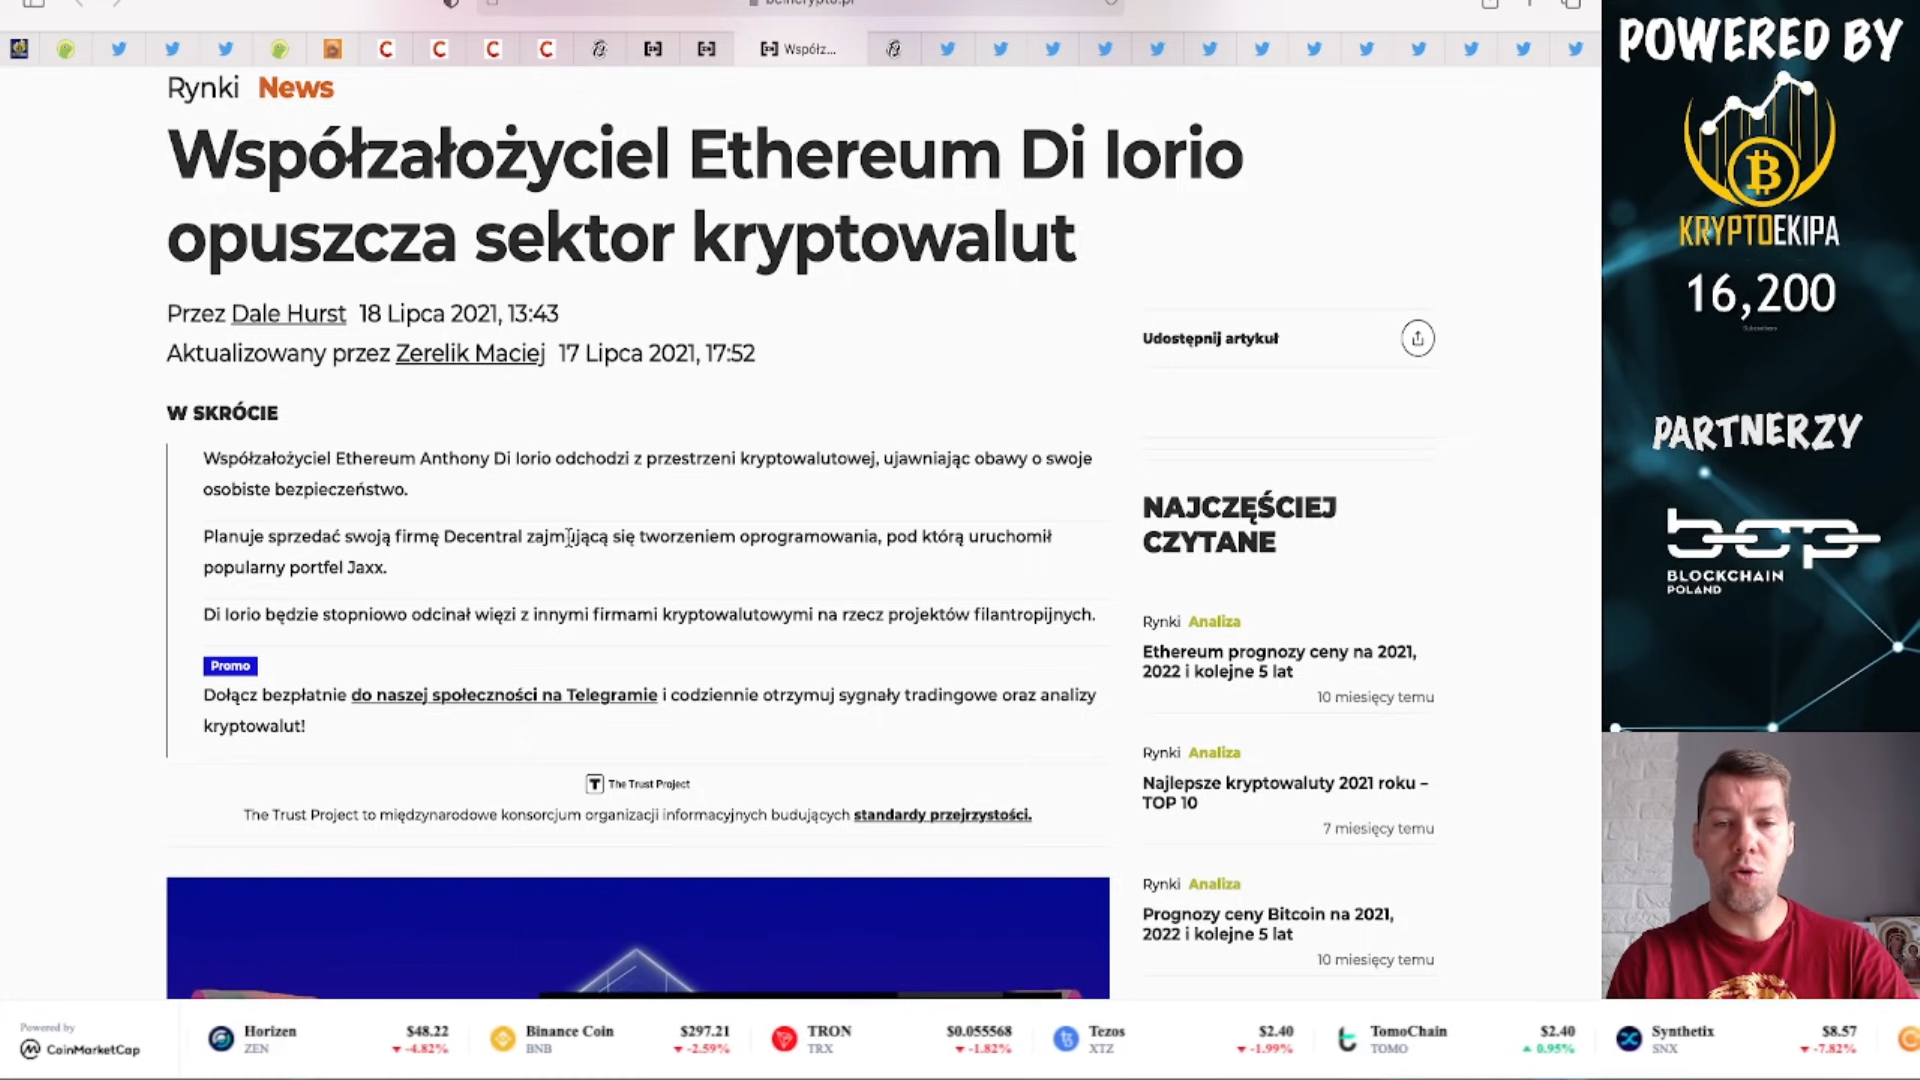 Współz...
POWERED BY
KRYPTOEKIPA
16,200
Subscribers
PARTNERZY
bcp
BLOCKCHAIN
POLAND
Rynki News
Współzałożyciel Ethereum Di Iorio
opuszcza sektor kryptowalut
Przez Dale Hurst 18 Lipca 2021, 13:43
Aktualizowany przez Zerelik Maciej 17 Lipca 2021, 17:52
Udostępnij artykuł
W SKRÓCIE
Współzałożyciel Ethereum Anthony Di Iorio odchodzi z przestrzeni kryptowalutowej, ujawniając obawy o swoje
osobiste bezpieczeństwo.
Planuje sprzedać swoją firmę Decentral zajmującą się tworzeniem oprogramowania, pod którą uruchomił
popularny portfel Jaxx.
Di Iorio będzie stopniowo odcinał więzi z innymi firmami kryptowalutowymi na rzecz projektów filantropijnych.
Promo
Dołącz bezpłatnie do naszej społeczności na Telegramie i codziennie otrzymuj sygnały tradingowe oraz analizy
kryptowalut!
The Trust Project
The Trust Project to międzynarodowe konsorcjum organizacji informacyjnych budujących standardy przejrzystości.
NAJCZĘŚCIEJ
CZYTANE
Rynki Analiza
Ethereum prognozy ceny na 2021,
2022 i kolejne 5 lat
10 miesięcy temu
Rynki Analiza
Najlepsze kryptowaluty 2021 roku –
TOP 10
7 miesięcy temu
Rynki Analiza
Prognozy ceny Bitcoin na 2021,
2022 i kolejne 5 lat
10 miesięcy temu
Powered by
CoinMarketCap
Horizen $48.22
ZEN ▼ -4.82%
Binance Coin $297.21
BNB ▼ -2.59%
TRON $0.055568
TRX ▼ -1.82%
Tezos $2.40
XTZ ▼ -1.99%
TomoChain $2.40
TOMO ▲ 0.95%
Synthetix $8.57
SNX ▼ -7.82%